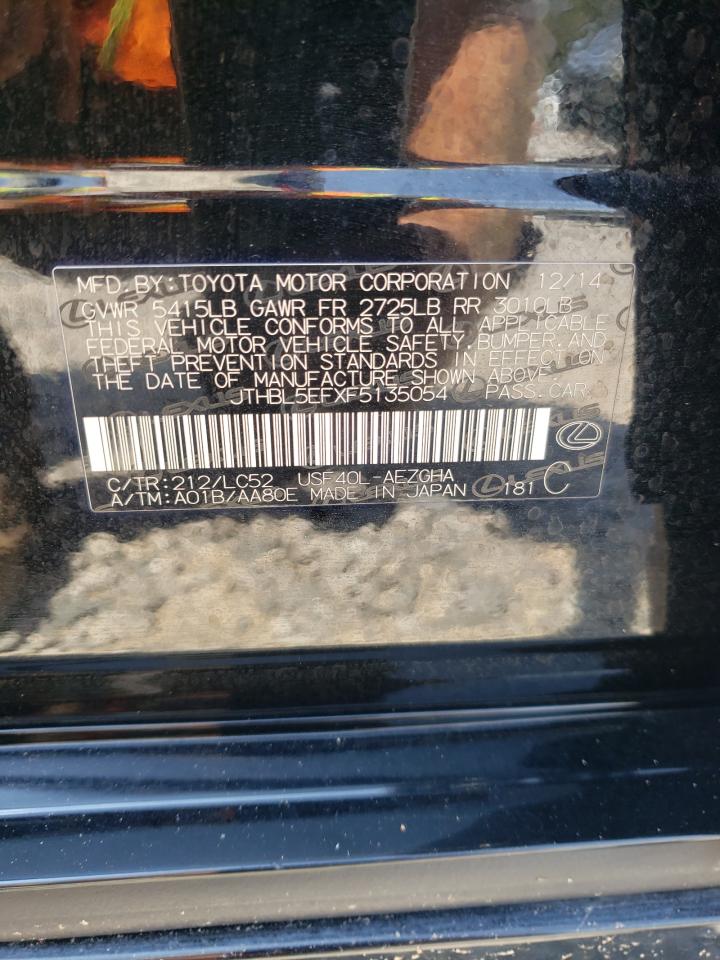 MFD.BY:TOYOTA MOTOR CORPORATION 12/14
GVWR 5415LB GAWR FR 2725LB RR 3010LB
THIS VEHICLE CONFORMS TO ALL APPLICABLE
FEDERAL MOTOR VEHICLE SAFETY,BUMPER,AND
THEFT PREVENTION STANDARDS IN EFFECT ON
THE DATE OF MANUFACTURE SHOWN ABOVE.
JTHBL5EFXF5135054 PASS.CAR
C/TR:212/LC52 USF40L-AEZGHA
A/TM:A01B/AA80E MADE IN JAPAN 181 C